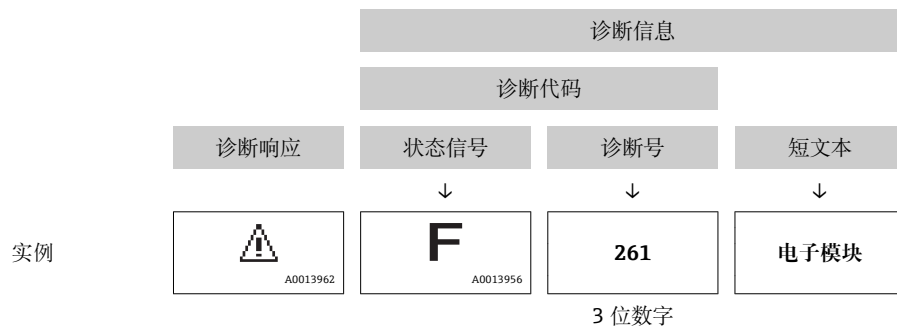 诊断信息
诊断代码
诊断响应 状态信号 诊断号 短文本
↓ ↓ ↓
实例 F 261 电子模块
A0013962 A0013956
3 位数字